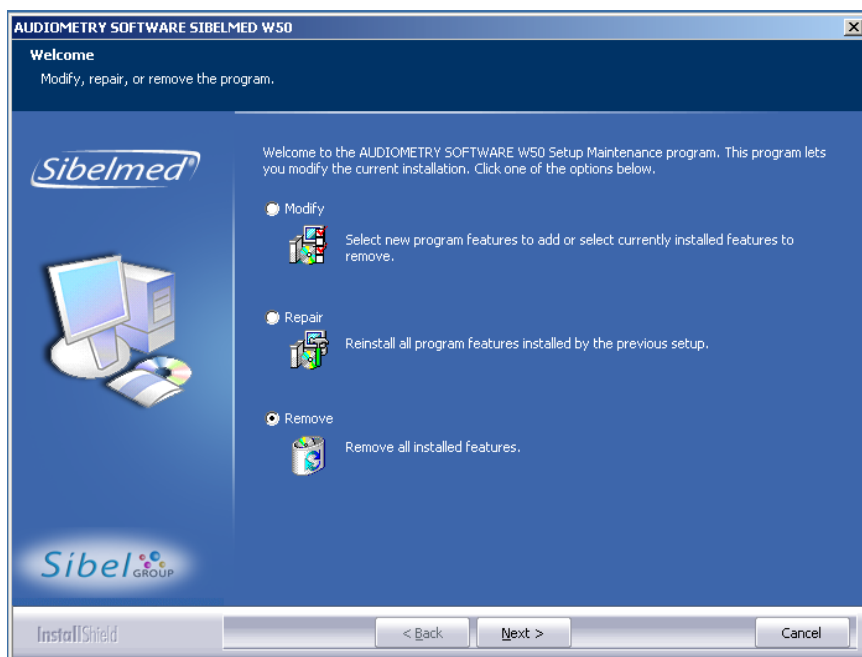 AUDIOMETRY SOFTWARE SIBELMED W50
Welcome
Modify, repair, or remove the program.
Sibelmed®
Welcome to the AUDIOMETRY SOFTWARE W50 Setup Maintenance program. This program lets
you modify the current installation. Click one of the options below.
Modify
Select new program features to add or select currently installed features to
remove.
Repair
Reinstall all program features installed by the previous setup.
Remove
Remove all installed features.
Sibel
GROUP
InstallShield
< Back
Next >
Cancel